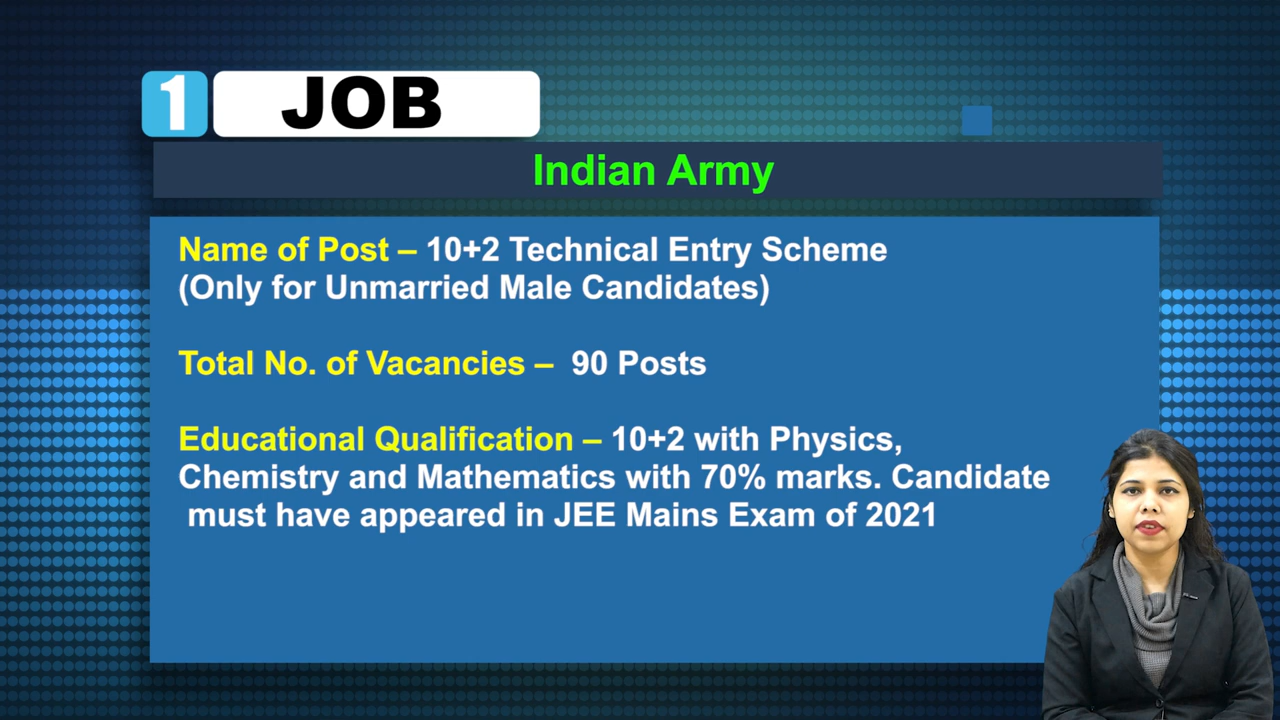 1 JOB
Indian Army
Name of Post – 10+2 Technical Entry Scheme
(Only for Unmarried Male Candidates)
Total No. of Vacancies – 90 Posts
Educational Qualification – 10+2 with Physics,
Chemistry and Mathematics with 70% marks. Candidate
must have appeared in JEE Mains Exam of 2021